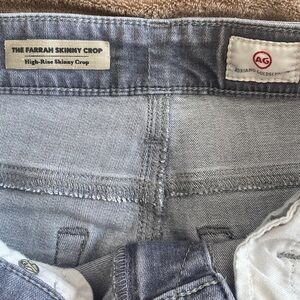 THE FARRAH SKINNY CROP
High-Rise Skinny Crop
AG